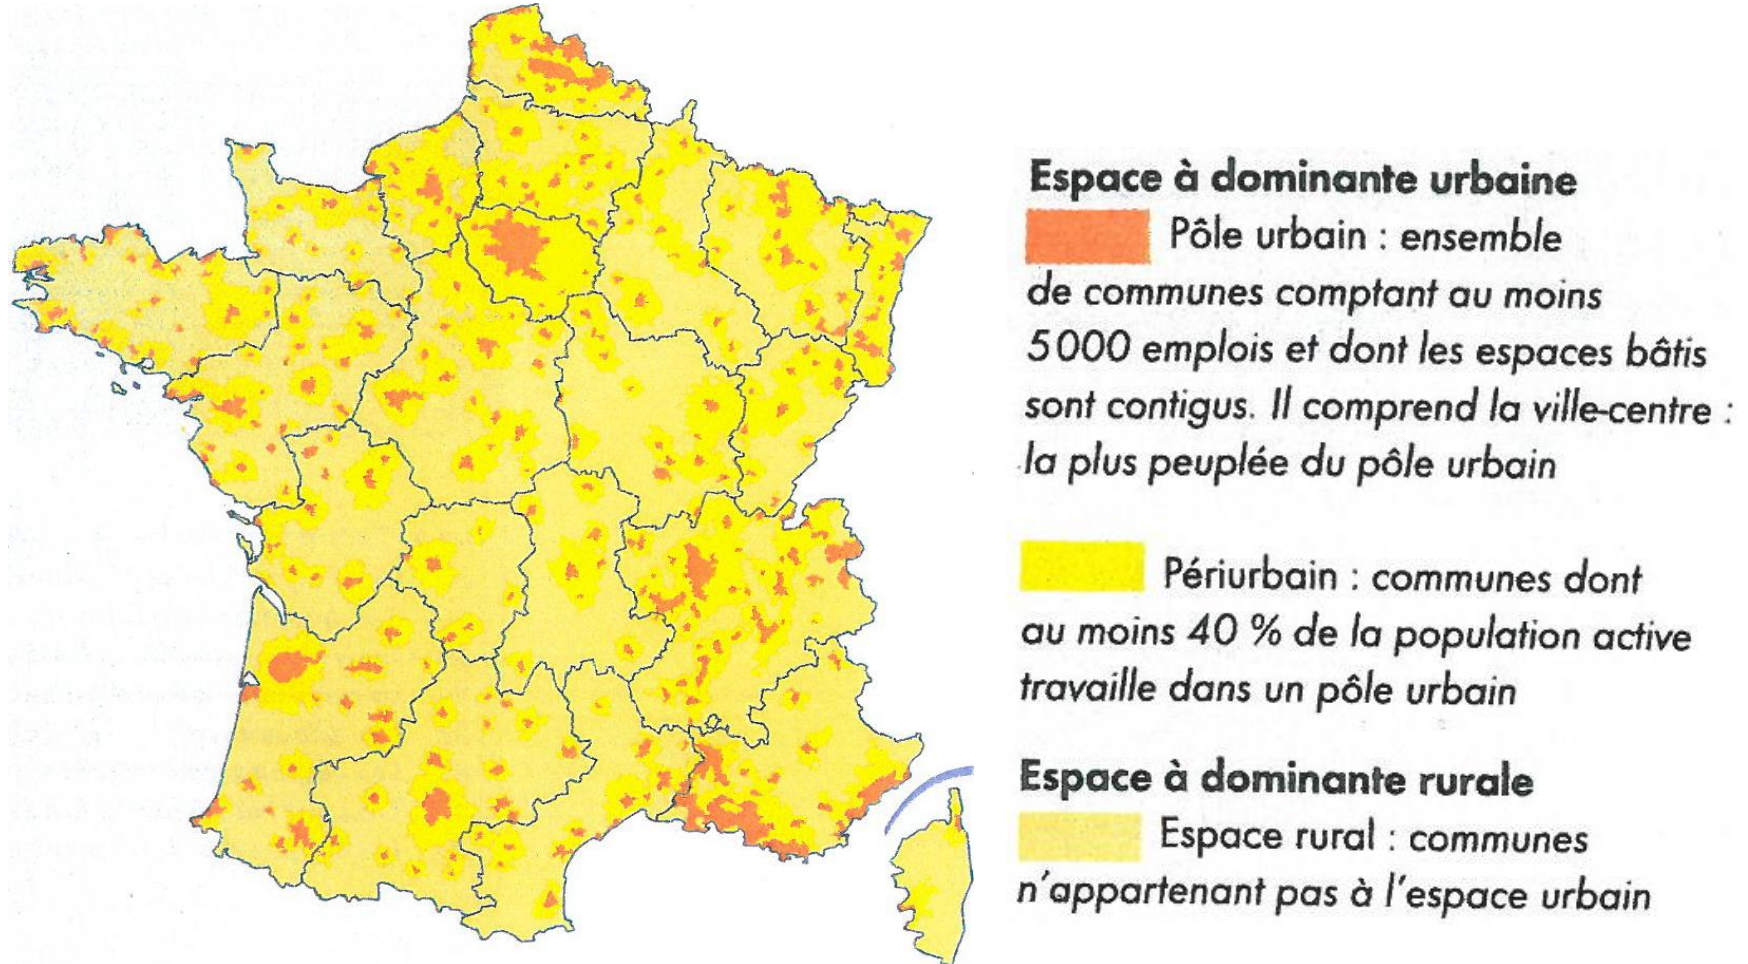 Espace à dominante urbaine
Pôle urbain : ensemble
de communes comptant au moins
5 000 emplois et dont les espaces bâtis
sont contigus. Il comprend la ville-centre :
la plus peuplée du pôle urbain
Périurbain : communes dont
au moins 40 % de la population active
travaille dans un pôle urbain
Espace à dominante rurale
Espace rural : communes
n'appartenant pas à l'espace urbain